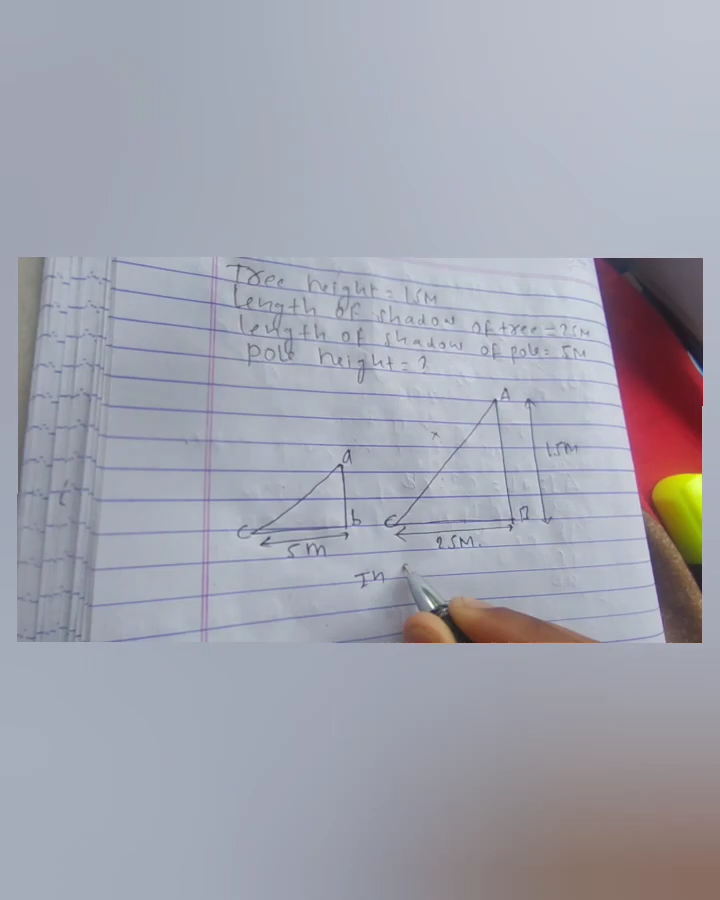 Tree height = 15M
length of shadow of tree = 25M
length of shadow of pole = 5M
pole height = ?
A
a
15M
c
b
C
B
5m
25M.
In